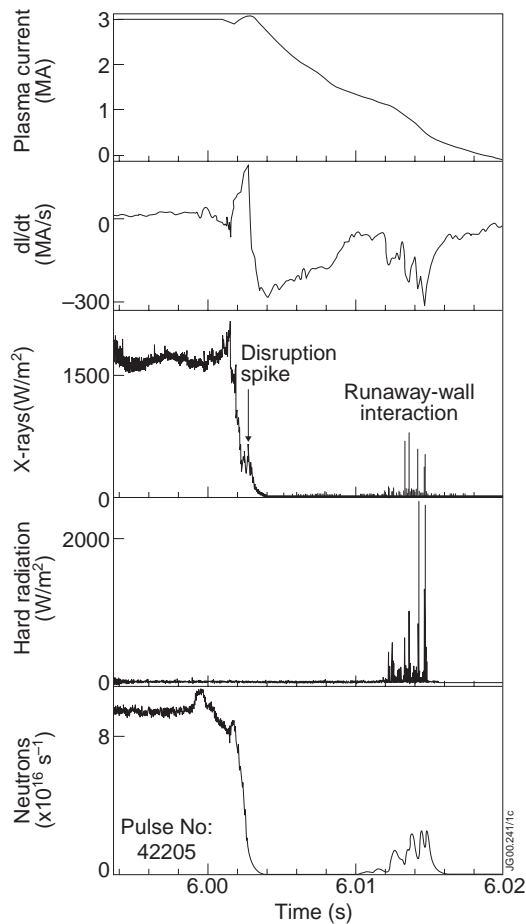 Plasma current
(MA)
3
2
1
0
dI/dt
(MA/s)
0
–300
X-rays(W/m²)
1500
0
Disruption
spike
Runaway-wall
interaction
Hard radiation
(W/m²)
2000
0
Neutrons
(x10¹⁶ s⁻¹)
8
0
Pulse No:
42205
JG00.241/1c
6.00
6.01
6.02
Time (s)